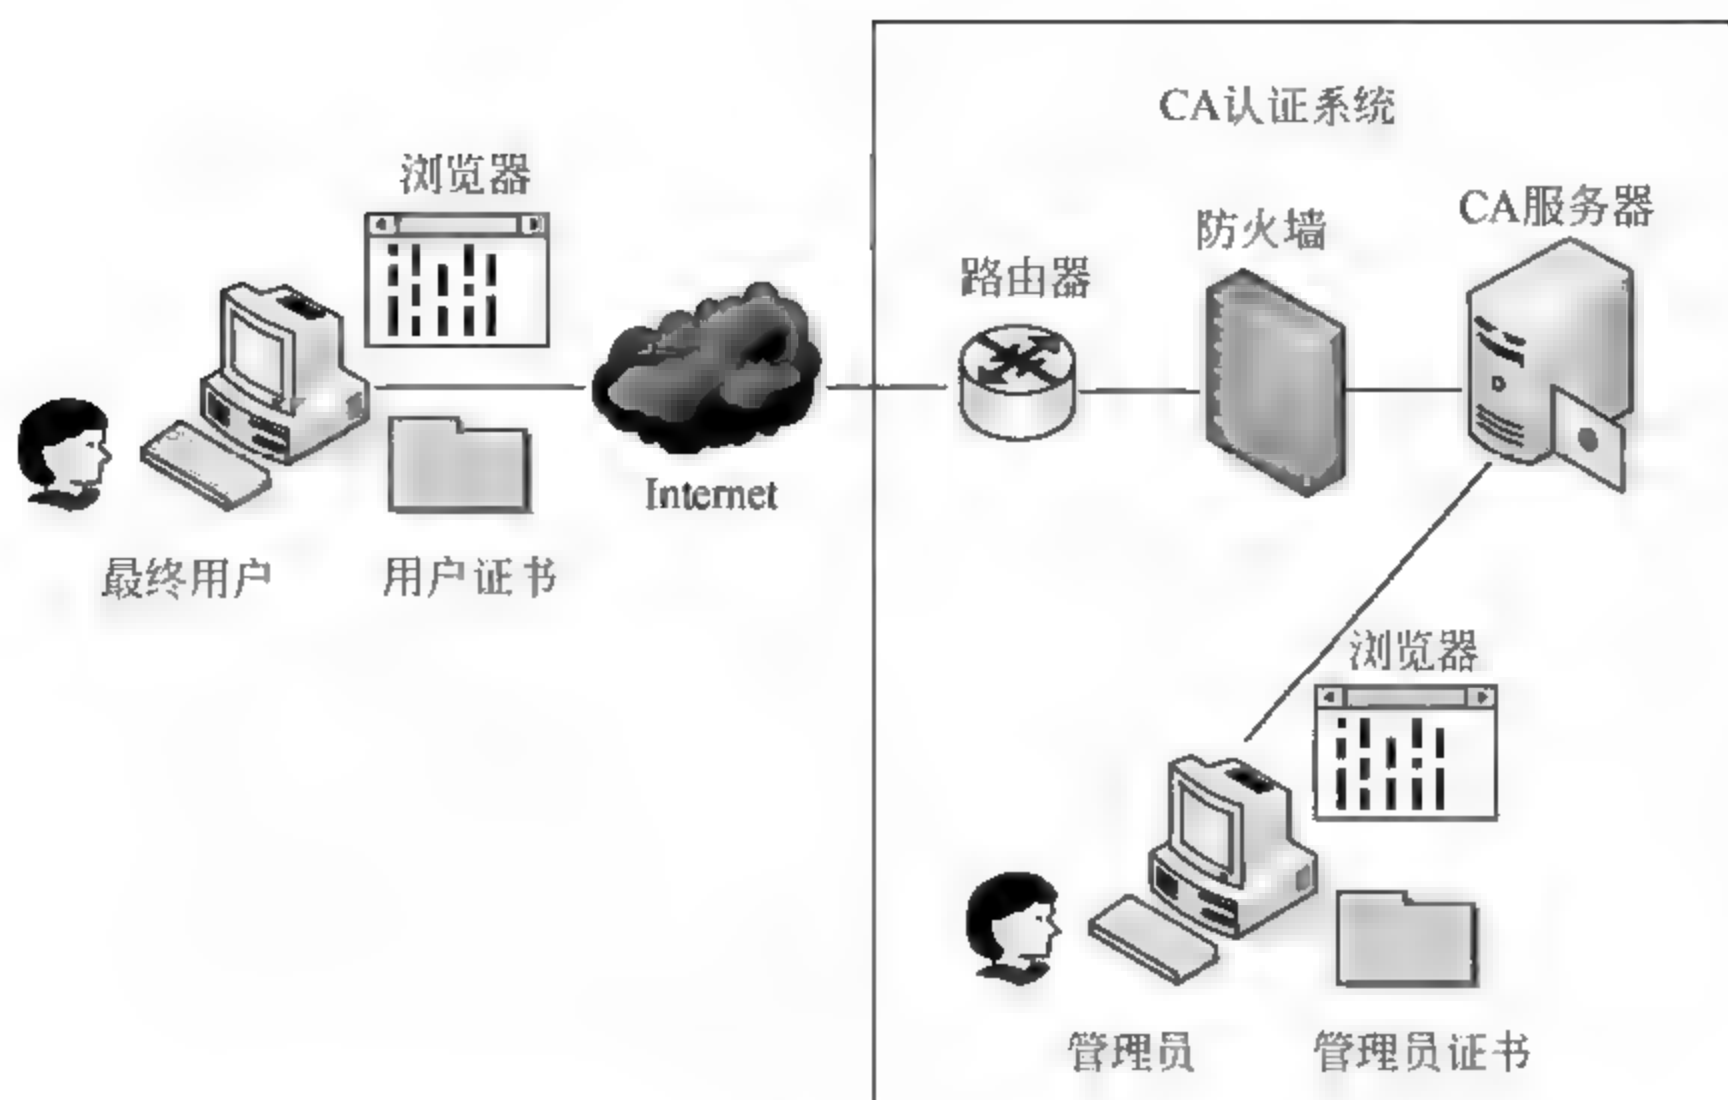 CA认证系统
浏览器
CA服务器
防火墙
路由器
Internet
最终用户
用户证书
浏览器
管理员
管理员证书